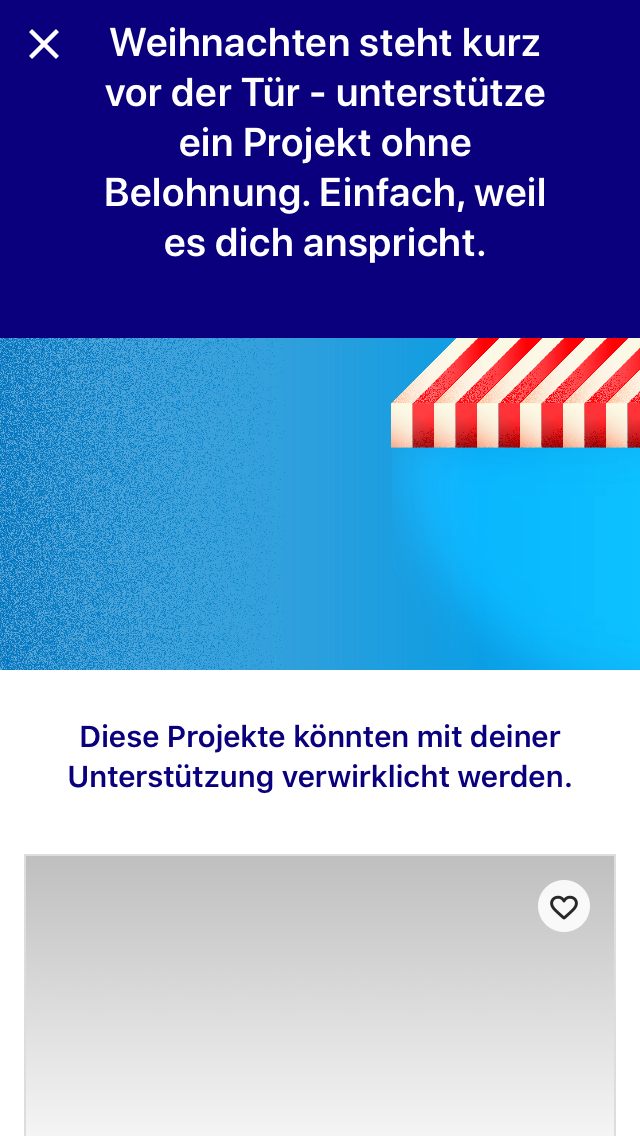 Weihnachten steht kurz
vor der Tür - unterstütze
ein Projekt ohne
Belohnung. Einfach, weil
es dich anspricht.
Diese Projekte könnten mit deiner
Unterstützung verwirklicht werden.